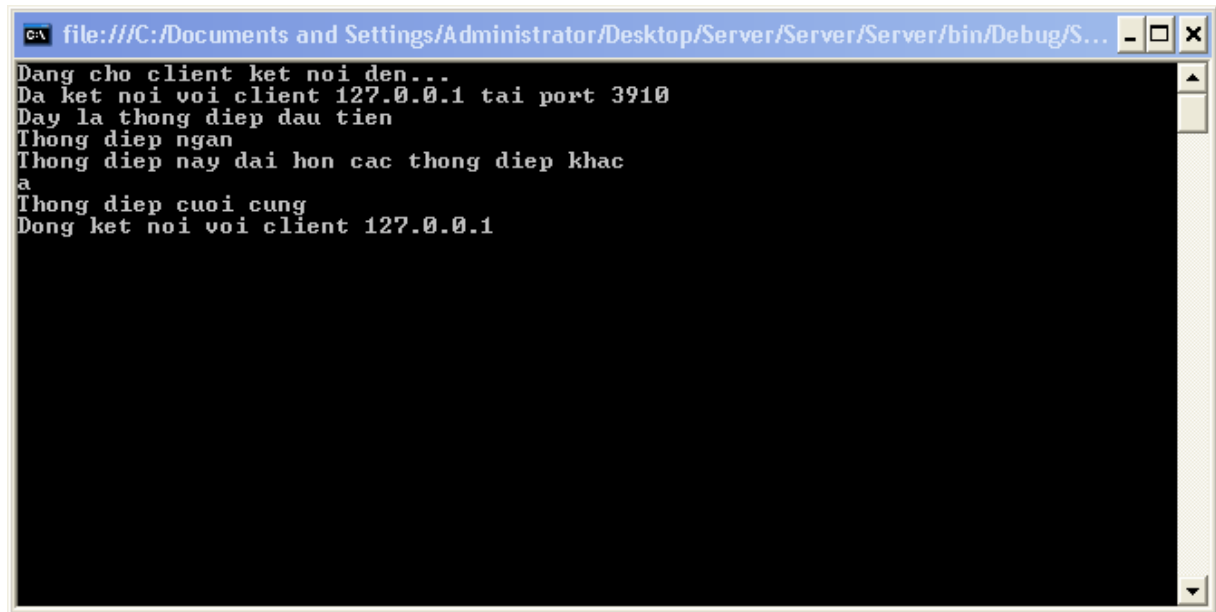 file:///C:/Documents and Settings/Administrator/Desktop/Server/Server/Server/bin/Debug/S...
Dang cho client ket noi den...
Da ket noi voi client 127.0.0.1 tai port 3910
Day la thong diep dau tien
Thong diep ngan
Thong diep nay dai hon cac thong diep khac
a
Thong diep cuoi cung
Dong ket noi voi client 127.0.0.1